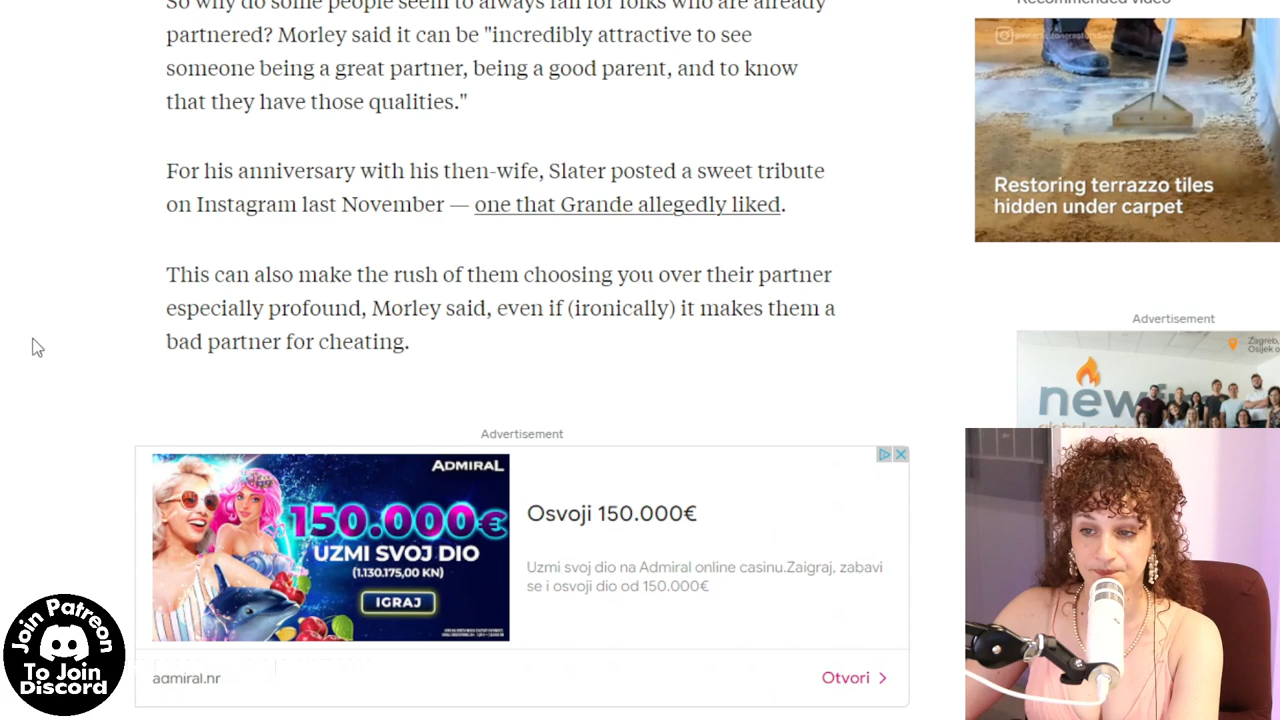 So why do some people seem to always fall for folks who are already
partnered? Morley said it can be "incredibly attractive to see
someone being a great partner, being a good parent, and to know
that they have those qualities."
For his anniversary with his then-wife, Slater posted a sweet tribute
on Instagram last November — one that Grande allegedly liked.
This can also make the rush of them choosing you over their partner
especially profound, Morley said, even if (ironically) it makes them a
bad partner for cheating.
Advertisement
ADMIRAL
150.000€
UZMI SVOJ DIO
(1.130.175,00 KN)
IGRAJ
Osvoji 150.000€
Uzmi svoj dio na Admiral online casinu.Zaigraj, zabavi
se i osvoji dio od 150.000€
admiral.hr
Otvori
Recommended video
Restoring terrazzo tiles
hidden under carpet
Advertisement
Zagreb,
Osijek
Join Patreon
To Join
Discord